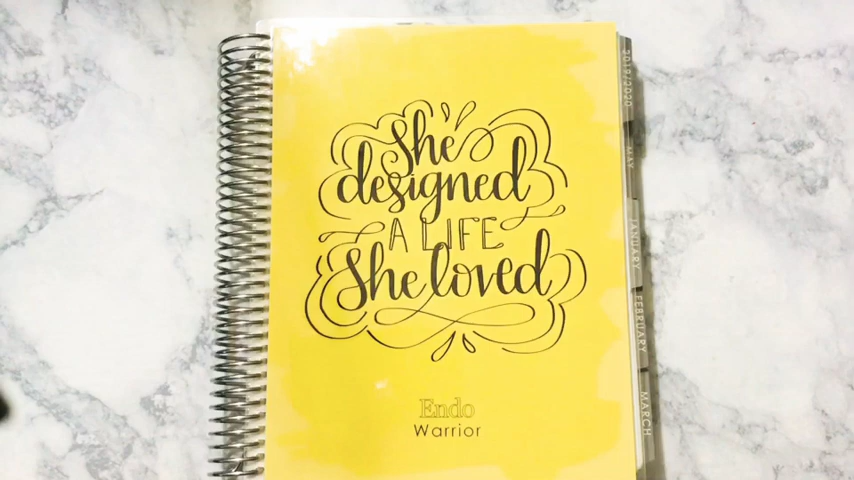 She
designed
A LIFE
She loved
Endo
Warrior
2019/2020
MAY
JANUARY
FEBRUARY
MARCH